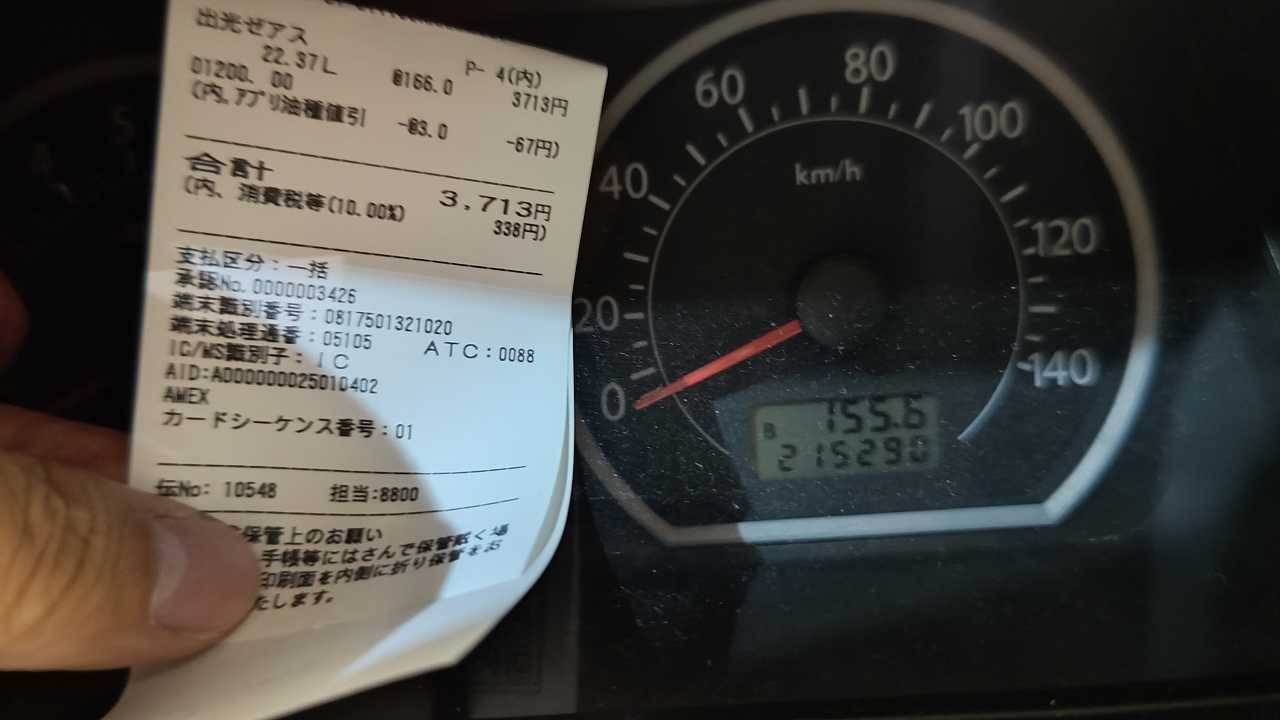 出光ゼアス
22.37L P- 4(内)
01200. 00 @166.0 3713円
(内,アプリ油種値引 -@3.0 -67円)
合計 3,713円
(内、消費税等(10.00%) 338円)
支払区分:一括
承認No.0000003426
端末識別番号:0817501321020
端末処理通番:05105 ATC:0088
IC/MS識別子:IC
AID:A000000025010402
AMEX
カードシーケンス番号:01
伝No: 10548 担当:8800
保管上のお願い
手帳等にはさんで保管戴く場
印刷面を内側に折り保管をお
たします。
0
20
40
60
80
100
120
140
km/h
B 155.6
215290